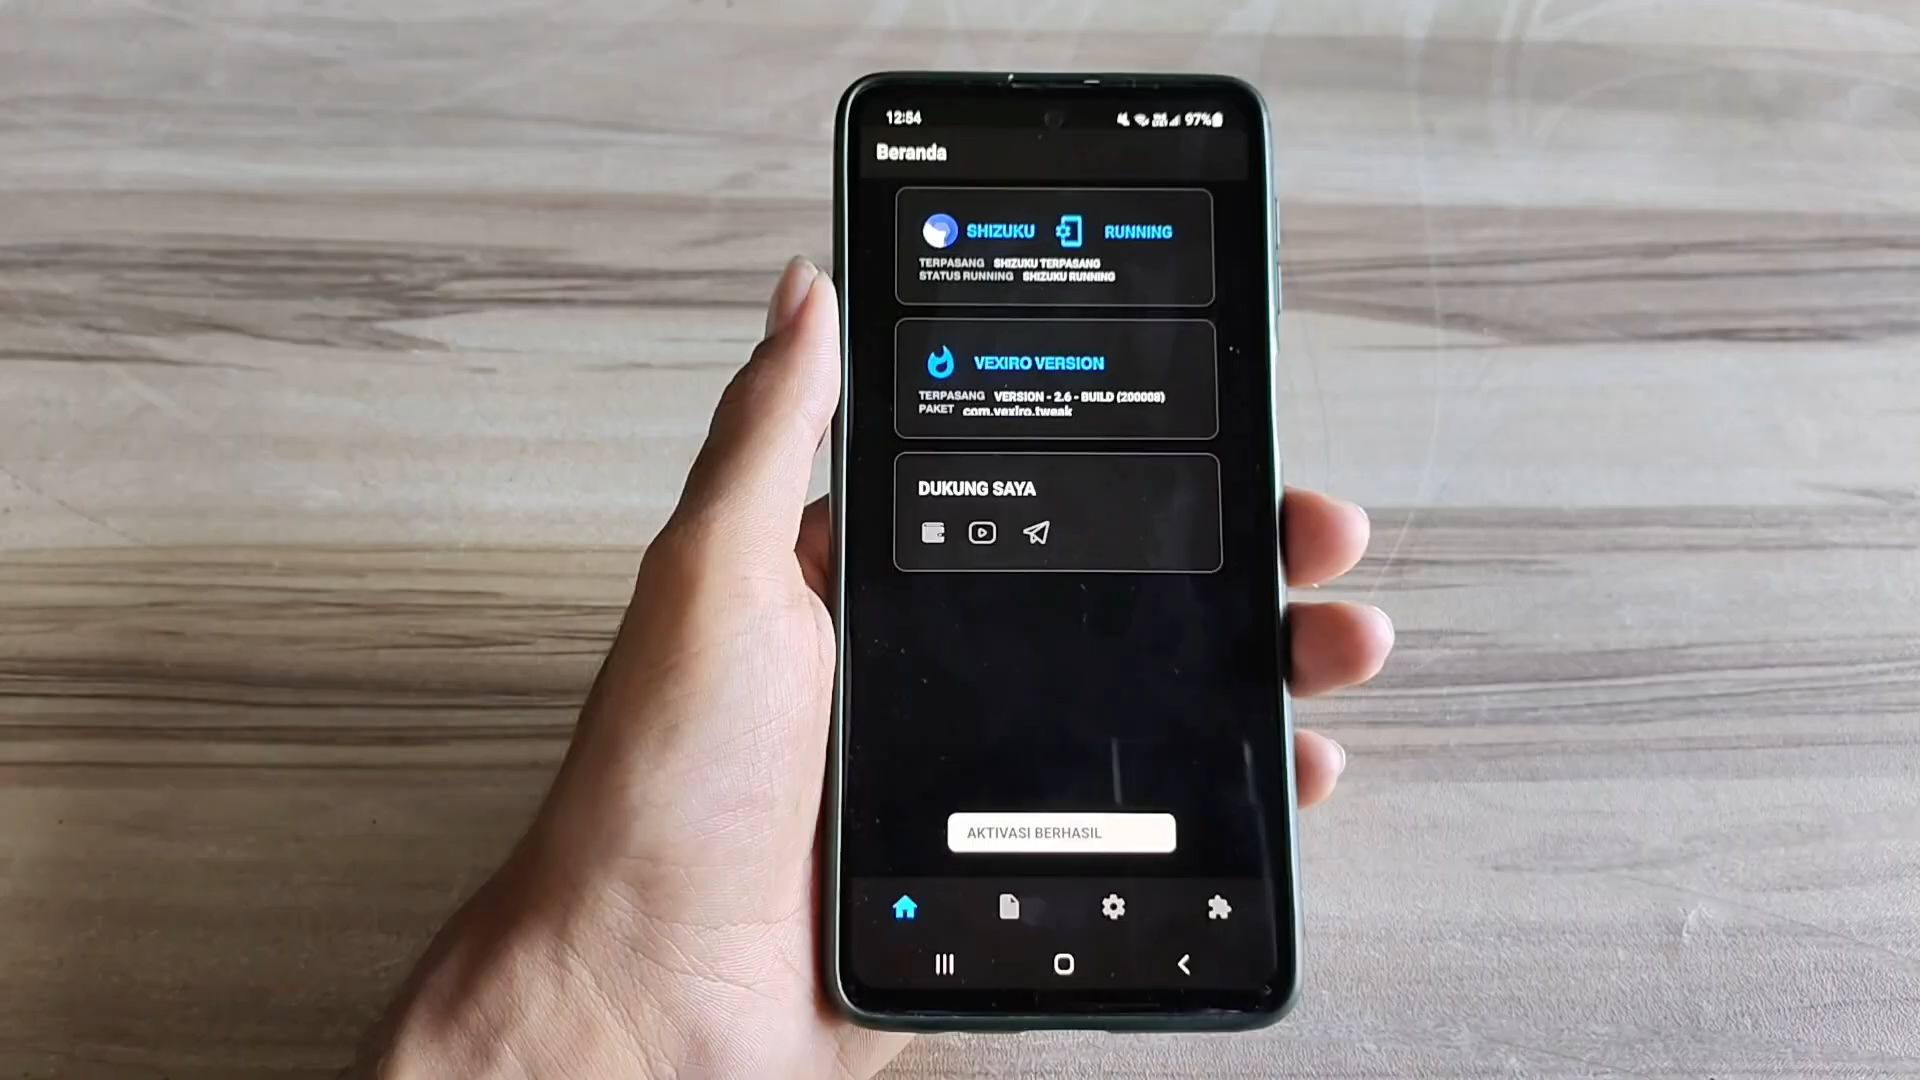 12:54 97%
Beranda
SHIZUKU RUNNING
TERPASANG SHIZUKU TERPASANG
STATUS RUNNING SHIZUKU RUNNING
VEXIRO VERSION
TERPASANG VERSION - 2.6 - BUILD (200008)
PAKET com.vexiro.tweak
DUKUNG SAYA
AKTIVASI BERHASIL